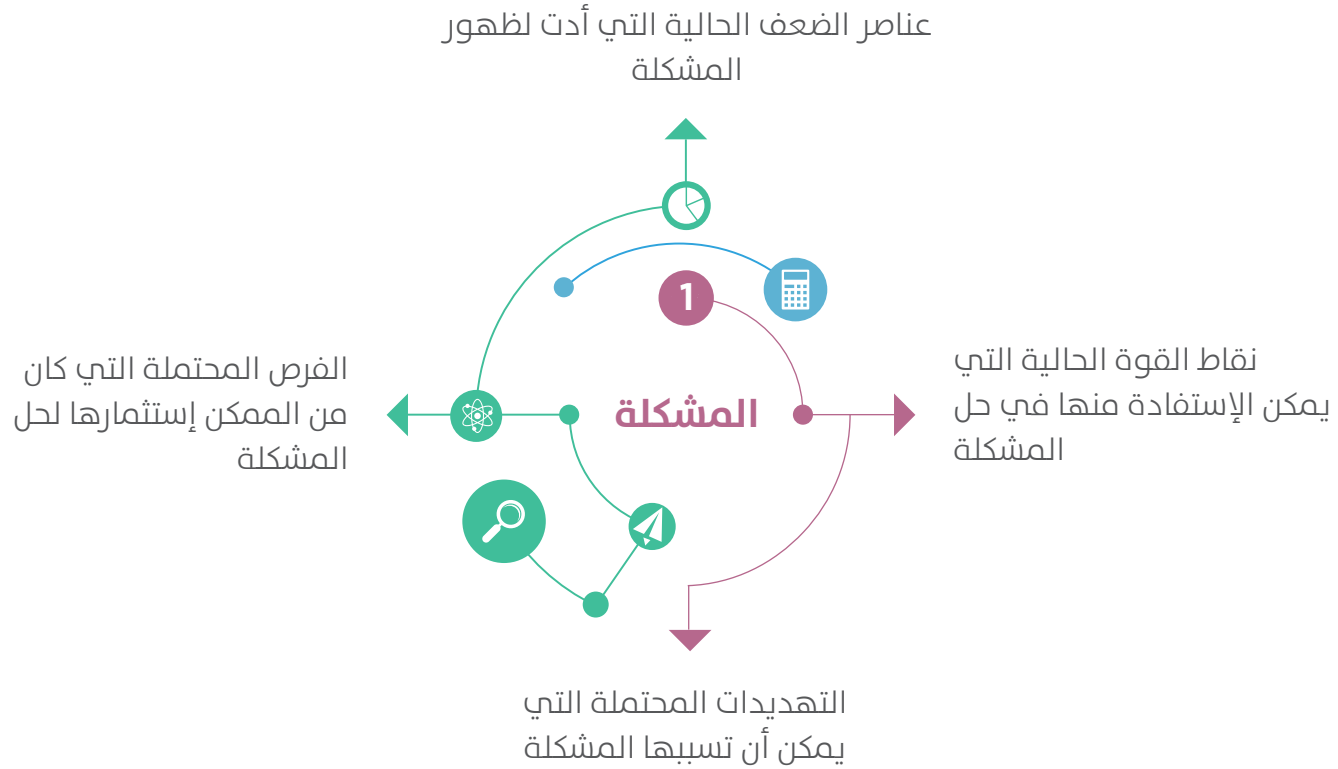 عناصر الضعف الحالية التي أدت لظهور
المشكلة
1
المشكلة
نقاط القوة الحالية التي
يمكن الإستفادة منها في حل
المشكلة
الفرص المحتملة التي كان
من الممكن إستثمارها لحل
المشكلة
التهديدات المحتملة التي
يمكن أن تسببها المشكلة